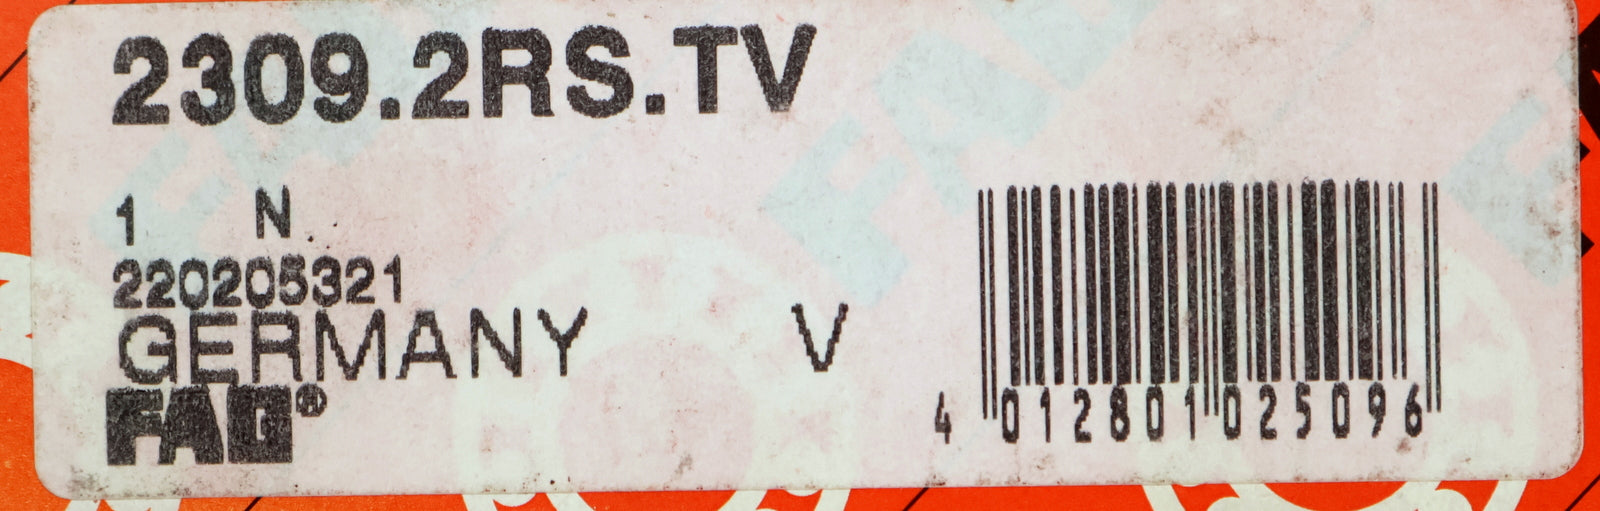 2309.2RS.TV
1 N
220205321
GERMANY V
FAG®
4 012801 025096